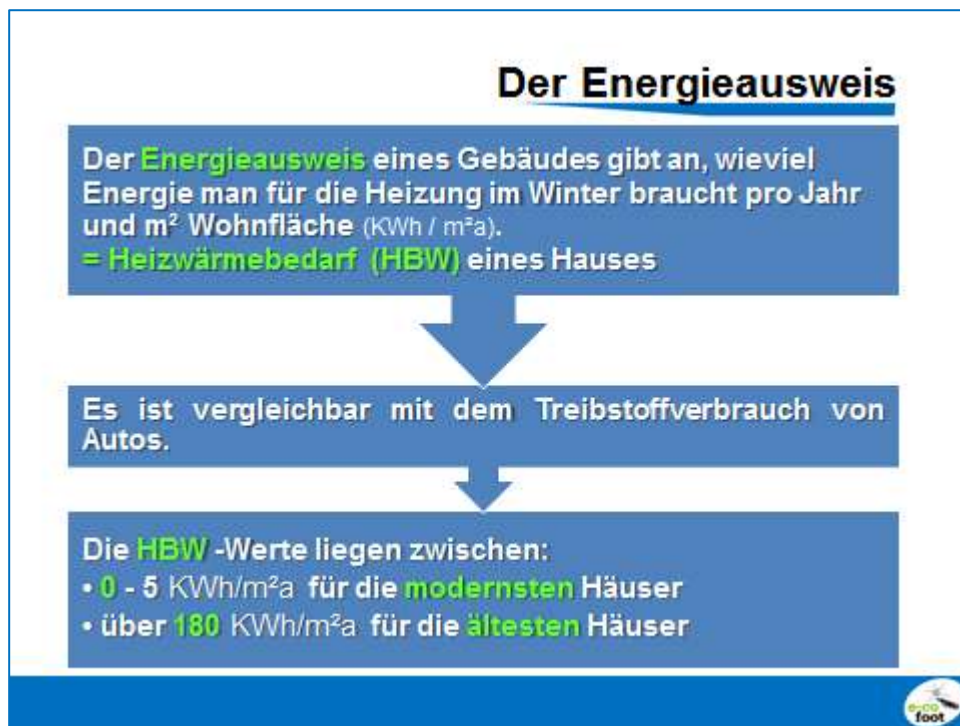 Der Energieausweis
Der Energieausweis eines Gebäudes gibt an, wieviel
Energie man für die Heizung im Winter braucht pro Jahr
und m² Wohnfläche (KWh / m²a).
= Heizwärmebedarf (HBW) eines Hauses
Es ist vergleichbar mit dem Treibstoffverbrauch von
Autos.
Die HBW -Werte liegen zwischen:
• 0 - 5 KWh/m²a für die modernsten Häuser
• über 180 KWh/m²a für die ältesten Häuser
e-co
foot